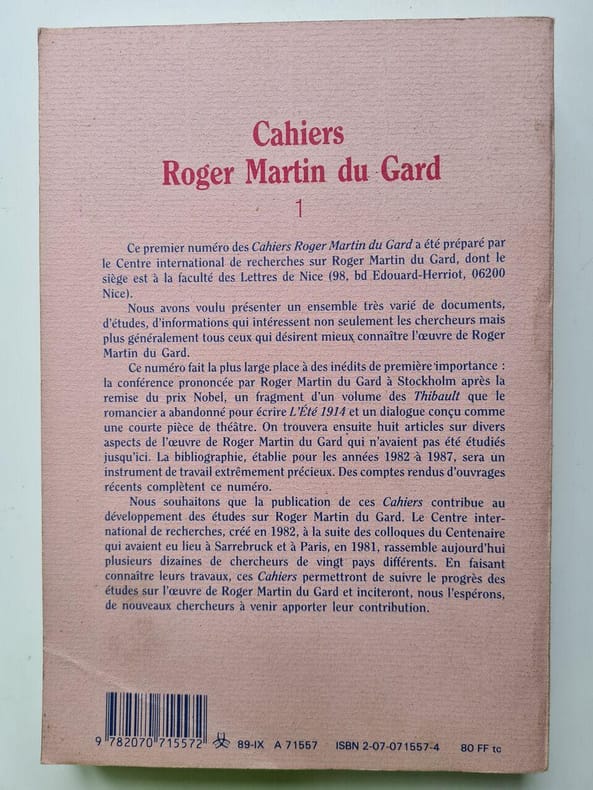 Cahiers
Roger Martin du Gard
1
Ce premier numéro des Cahiers Roger Martin du Gard a été préparé par
le Centre international de recherches sur Roger Martin du Gard, dont le
siège est à la faculté des Lettres de Nice (98, bd Edouard-Herriot, 06200
Nice).
Nous avons voulu présenter un ensemble très varié de documents,
d'études, d'informations qui intéressent non seulement les chercheurs mais
plus généralement tous ceux qui désirent mieux connaître l'œuvre de Roger
Martin du Gard.
Ce numéro fait la plus large place à des inédits de première importance :
la conférence prononcée par Roger Martin du Gard à Stockholm après la
remise du prix Nobel, un fragment d'un volume des Thibault que le
romancier a abandonné pour écrire L'Été 1914 et un dialogue conçu comme
une courte pièce de théâtre. On trouvera ensuite huit articles sur divers
aspects de l'œuvre de Roger Martin du Gard qui n'avaient pas été étudiés
jusqu'ici. La bibliographie, établie pour les années 1982 à 1987, sera un
instrument de travail extrêmement précieux. Des comptes rendus d'ouvrages
récents complètent ce numéro.
Nous souhaitons que la publication de ces Cahiers contribue au
développement des études sur Roger Martin du Gard. Le Centre inter-
national de recherches, créé en 1982, à la suite des colloques du Centenaire
qui avaient eu lieu à Sarrebruck et à Paris, en 1981, rassemble aujourd'hui
plusieurs dizaines de chercheurs de vingt pays différents. En faisant
connaître leurs travaux, ces Cahiers permettront de suivre le progrès des
études sur l'œuvre de Roger Martin du Gard et inciteront, nous l'espérons,
de nouveaux chercheurs à venir apporter leur contribution.
9 782070 715572 89-IX A 71557 ISBN 2-07-071557-4 80 FF tc